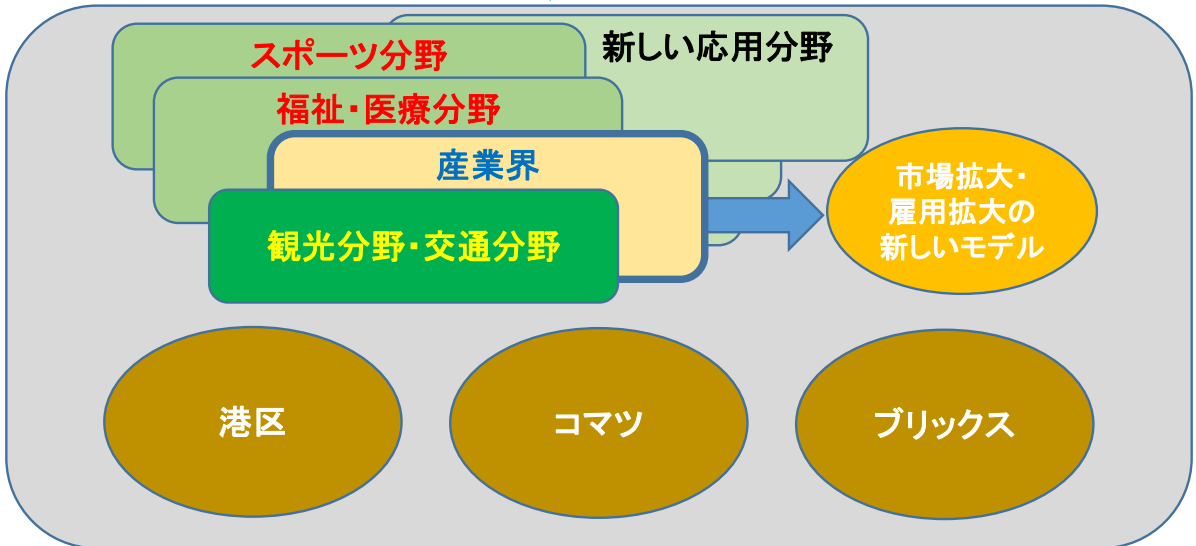 スポーツ分野
新しい応用分野
福祉・医療分野
産業界
観光分野・交通分野
市場拡大・
雇用拡大の
新しいモデル
港区
コマツ
ブリックス